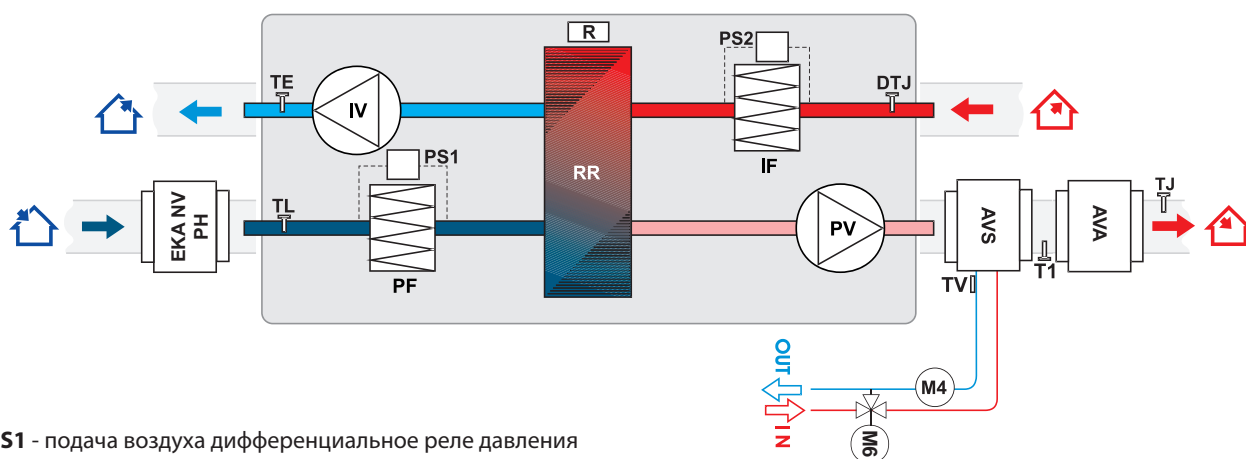 R
PS2
TE
DTJ
IV
IF
PS1
RR
EKA NV
PH
TL
PF
PV
AVS
AVA
TJ
T1
TV
OUT
M4
IN
M6
S1 - подача воздуха дифференциальное реле давления